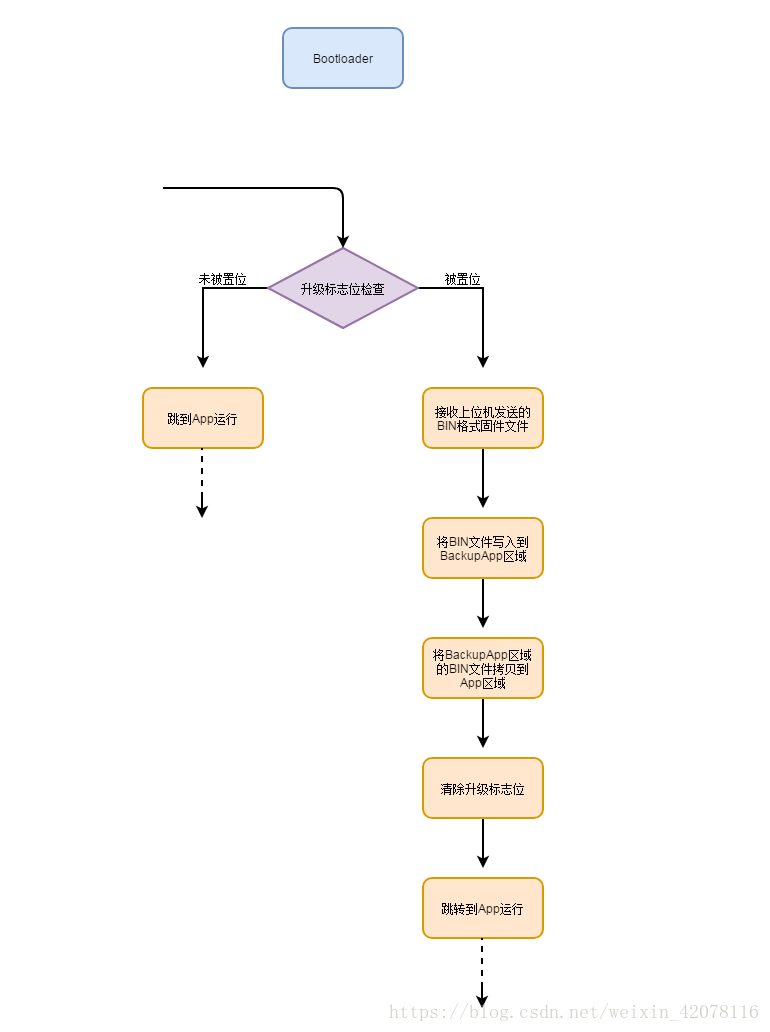 Bootloader
未被置位
被置位
升级标志位检查
跳到App运行
接收上位机发送的
BIN格式固件文件
将BIN文件写入到
BackupApp区域
将BackupApp区域
的BIN文件拷贝到
App区域
清除升级标志位
跳转到App运行
https://blog.csdn.net/weixin_42078116